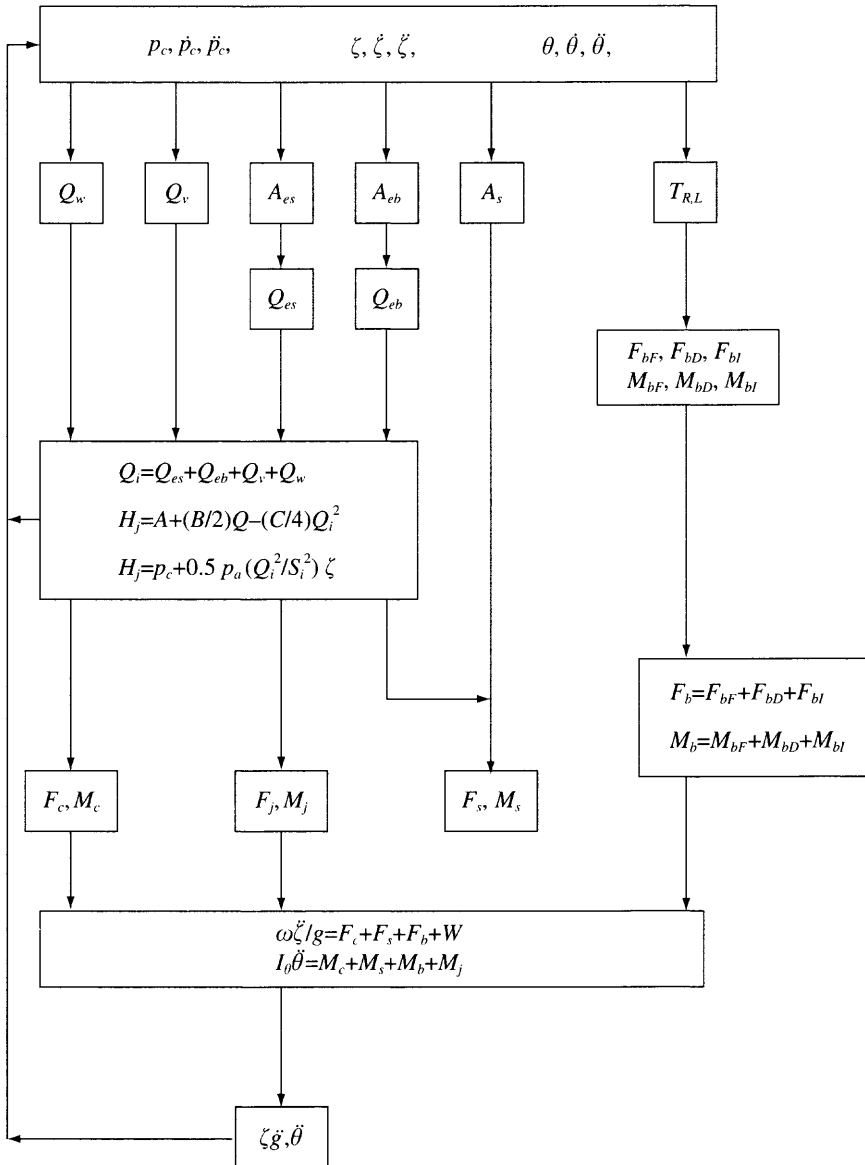 p_c, ṗ_c, p̈_c, ζ, ζ̇, ζ̈, θ, θ̇, θ̈,
Q_w Q_v A_es A_eb A_s T_R,L
Q_es Q_eb
F_bF, F_bD, F_bI
M_bF, M_bD, M_bI
Q_i=Q_es+Q_eb+Q_v+Q_w
H_j=A+(B/2)Q–(C/4)Q_i^2
H_j=p_c+0.5 p_a(Q_i^2/S_i^2) ζ
F_b=F_bF+F_bD+F_bI
M_b=M_bF+M_bD+M_bI
F_c, M_c F_j, M_j F_s, M_s
ωζ̈/g=F_c+F_s+F_b+W
I_θθ̈=M_c+M_s+M_b+M_j
ζg̈,θ̈